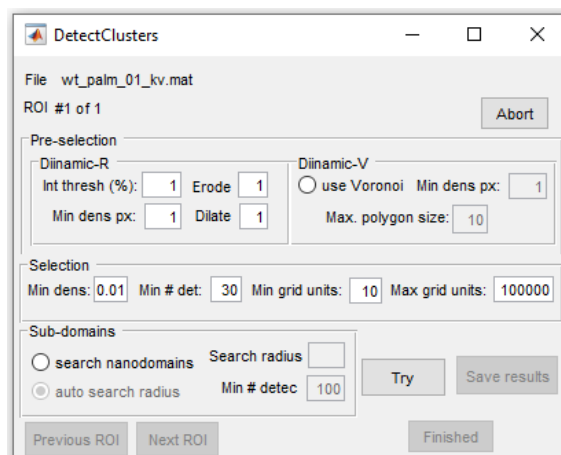 DetectClusters
File wt_palm_01_kv.mat
ROI #1 of 1
Abort
Pre-selection
Diinamic-R
Int thresh (%): 1 Erode 1
Min dens px: 1 Dilate 1
Diinamic-V
use Voronoi Min dens px: 1
Max. polygon size: 10
Selection
Min dens: 0.01 Min # det: 30 Min grid units: 10 Max grid units: 100000
Sub-domains
search nanodomains Search radius
auto search radius Min # detec 100
Try
Save results
Previous ROI Next ROI Finished